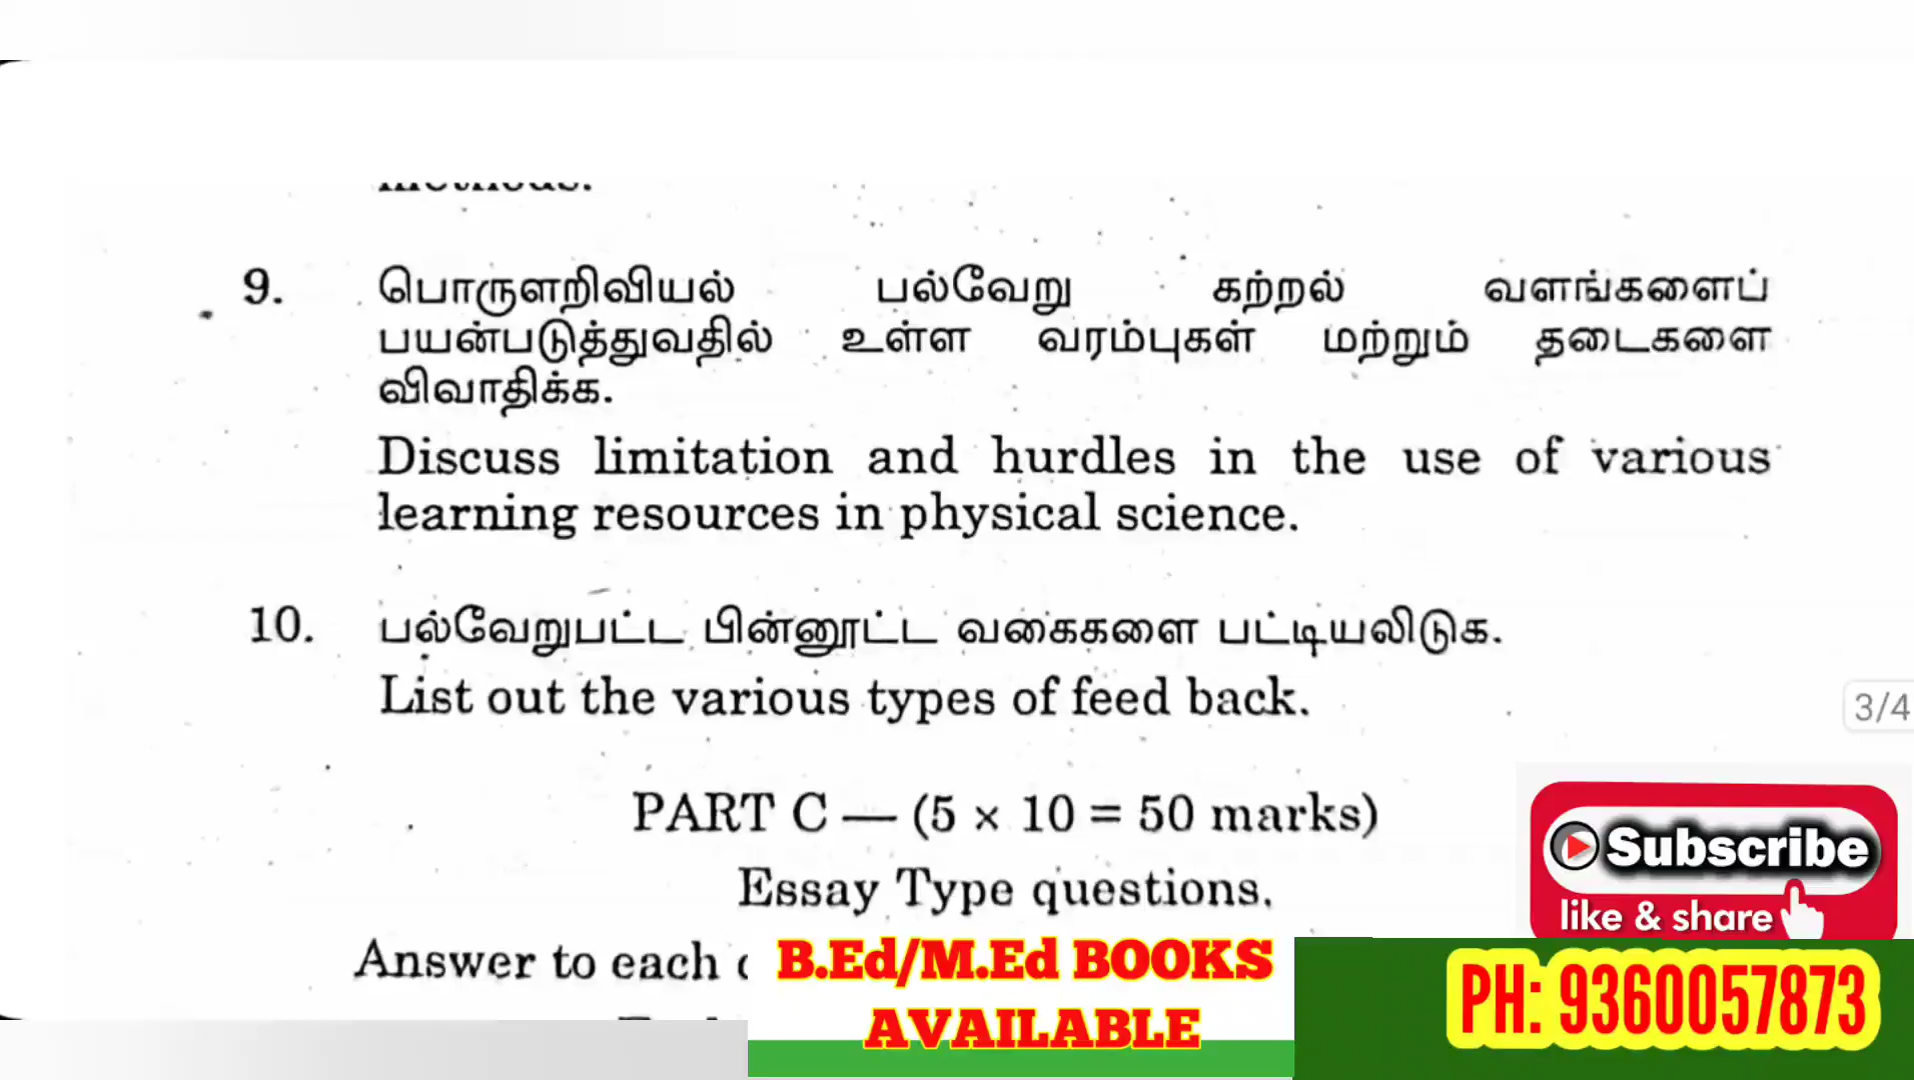 methods.
9. பொருளறிவியல் பல்வேறு கற்றல் வளங்களைப்
பயன்படுத்துவதில் உள்ள வரம்புகள் மற்றும் தடைகளை
விவாதிக்க.
Discuss limitation and hurdles in the use of various
learning resources in physical science.
10. பல்வேறுபட்ட பின்னூட்ட வகைகளை பட்டியலிடுக.
List out the various types of feed back.
3/4
PART C — (5 × 10 = 50 marks)
Essay Type questions.
Answer to each
Subscribe
like & share
B.Ed/M.Ed BOOKS
AVAILABLE
PH: 9360057873